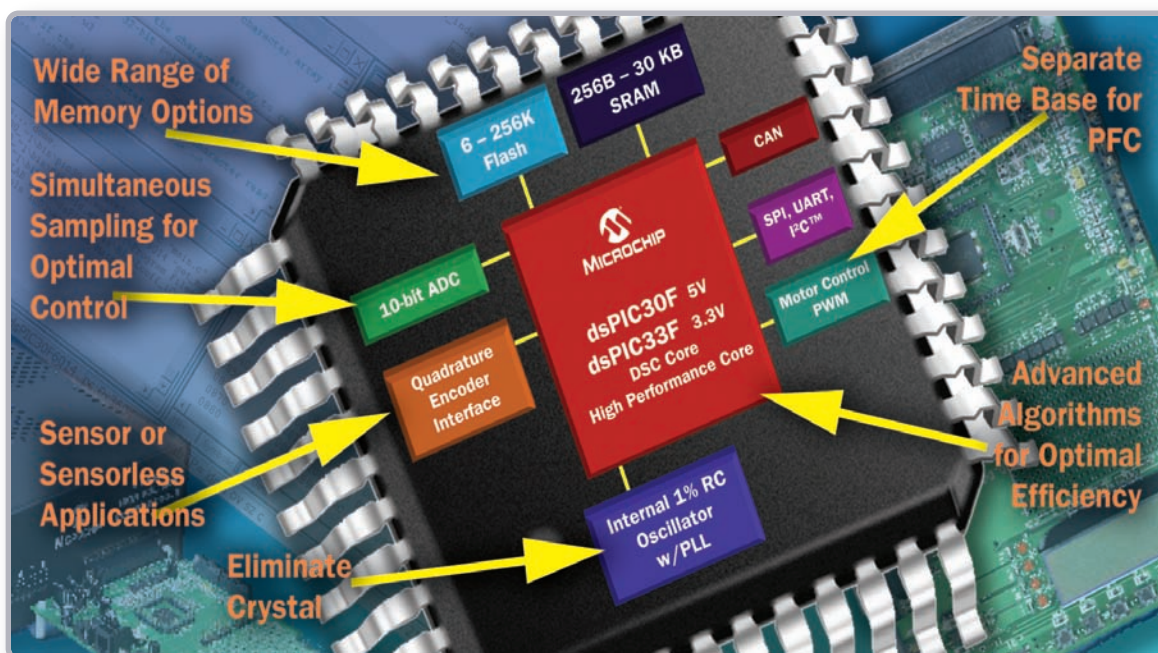 Wide Range of
Memory Options
Simultaneous
Sampling for
Optimal
Control
Sensor or
Sensorless
Applications
Eliminate
Crystal
6 – 256K
Flash
256B – 30 KB
SRAM
CAN
SPI, UART,
I²C™
Motor Control
PWM
10-bit ADC
Quadrature
Encoder
Interface
MICROCHIP
dsPIC30F 5V
dsPIC33F 3.3V
DSC Core
High Performance Core
Internal 1% RC
Oscillator
w/PLL
Separate
Time Base for
PFC
Advanced
Algorithms
for Optimal
Efficiency